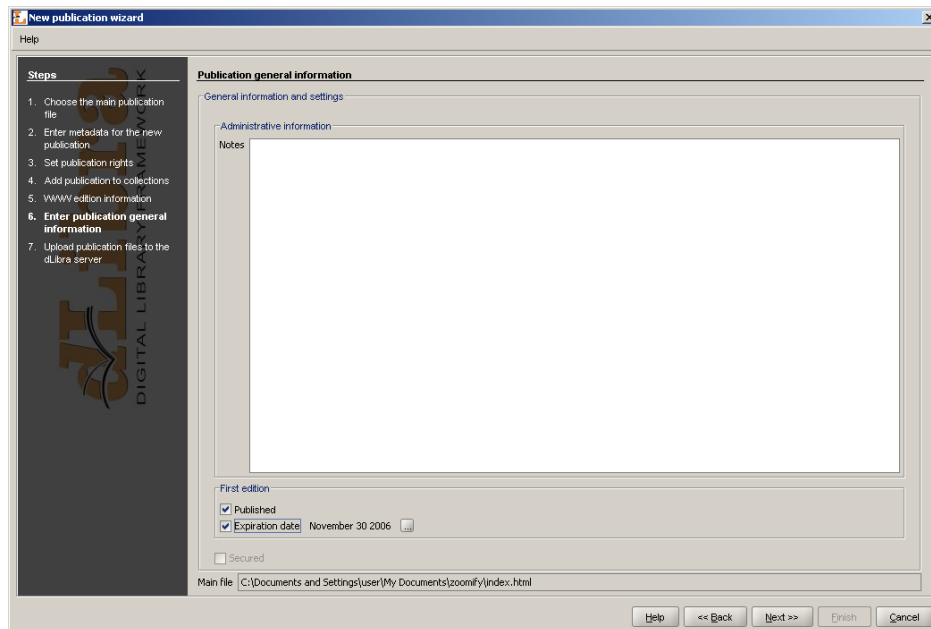 New publication wizard
Help
Steps
1. Choose the main publication
file
2. Enter metadata for the new
publication
3. Set publication rights
4. Add publication to collections
5. WWW edition information
6. Enter publication general
information
7. Upload publication files to the
dLibra server
dLibra
DIGITAL LIBRARY FRAMEWORK
Publication general information
General information and settings
Administrative information
Notes
First edition
Published
Expiration date November 30 2006 ...
Secured
Main file C:\Documents and Settings\user\My Documents\zoomify\index.html
Help << Back Next >> Finish Cancel